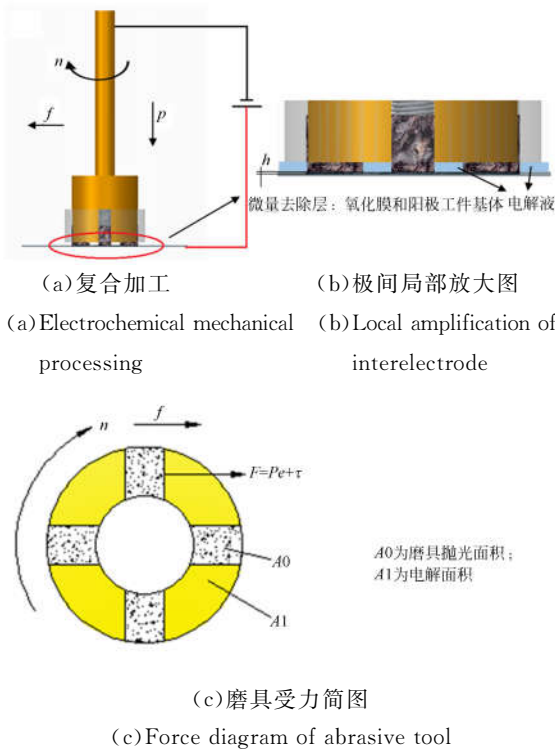 n
f
p
h
微量去除层：氧化膜和阳极工件基体 电解液
(a)复合加工
(b)极间局部放大图
(a)Electrochemical mechanical
processing
(b)Local amplification of
interelectrode
f
n
F=Pe+τ
A0
A1
A0为磨具抛光面积；
A1为电解面积
(c)磨具受力简图
(c)Force diagram of abrasive tool